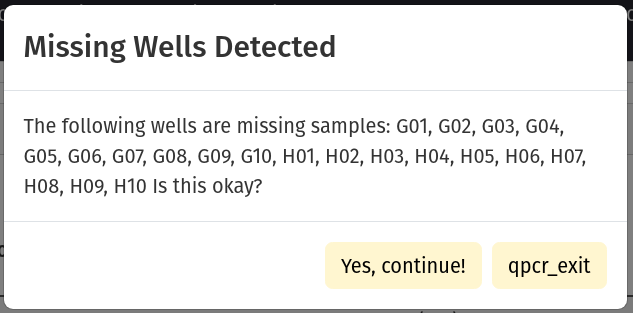 Missing Wells Detected
The following wells are missing samples: G01, G02, G03, G04,
G05, G06, G07, G08, G09, G10, H01, H02, H03, H04, H05, H06, H07,
H08, H09, H10 Is this okay?
Yes, continue! qpcr_exit